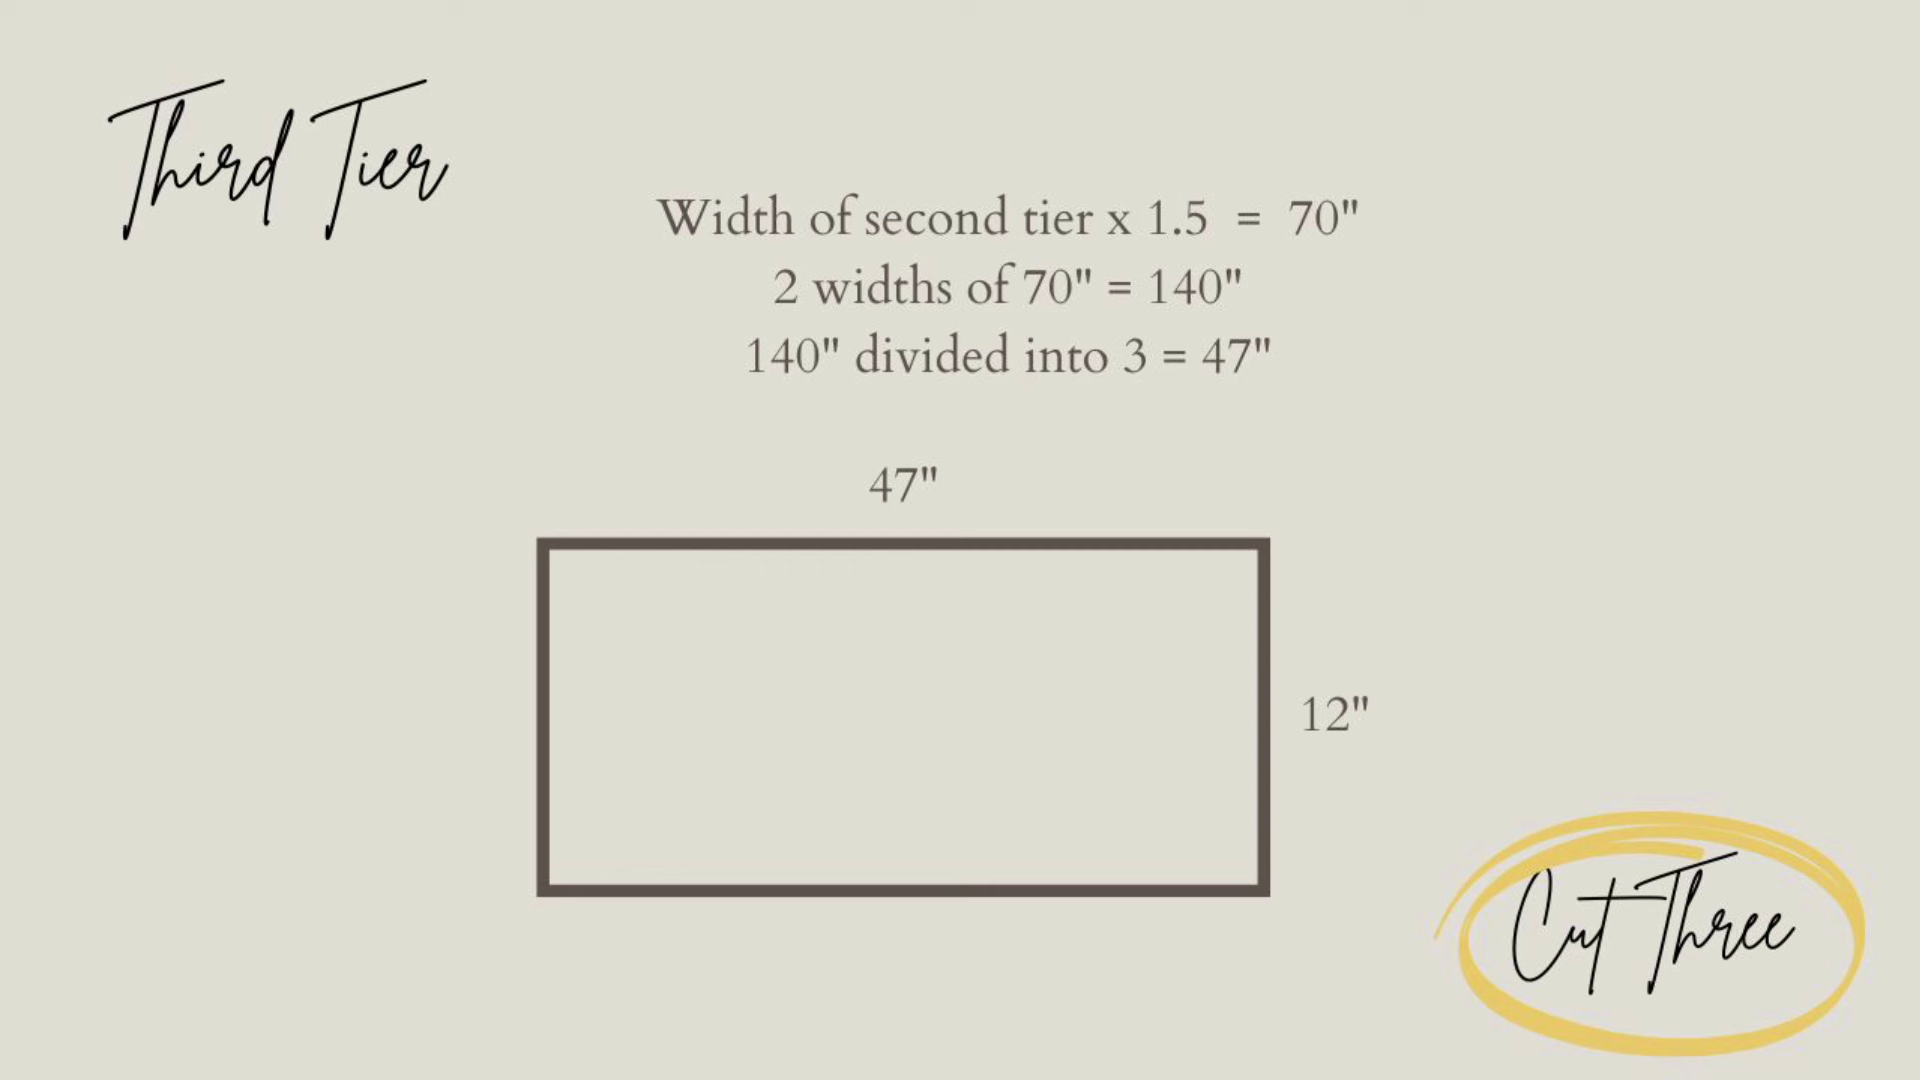 Third Tier
Width of second tier x 1.5 = 70"
2 widths of 70" = 140"
140" divided into 3 = 47"
47"
12"
Cut Three